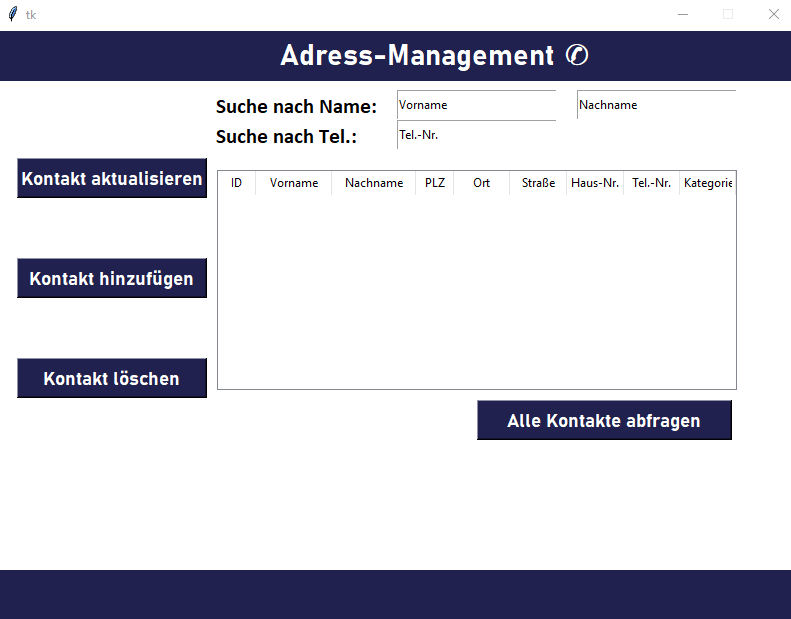 tk
Adress-Management ✆
Suche nach Name: Vorname Nachname
Suche nach Tel.: Tel.-Nr.
Kontakt aktualisieren
ID Vorname Nachname PLZ Ort Straße Haus-Nr. Tel.-Nr. Kategorie
Kontakt hinzufügen
Kontakt löschen
Alle Kontakte abfragen